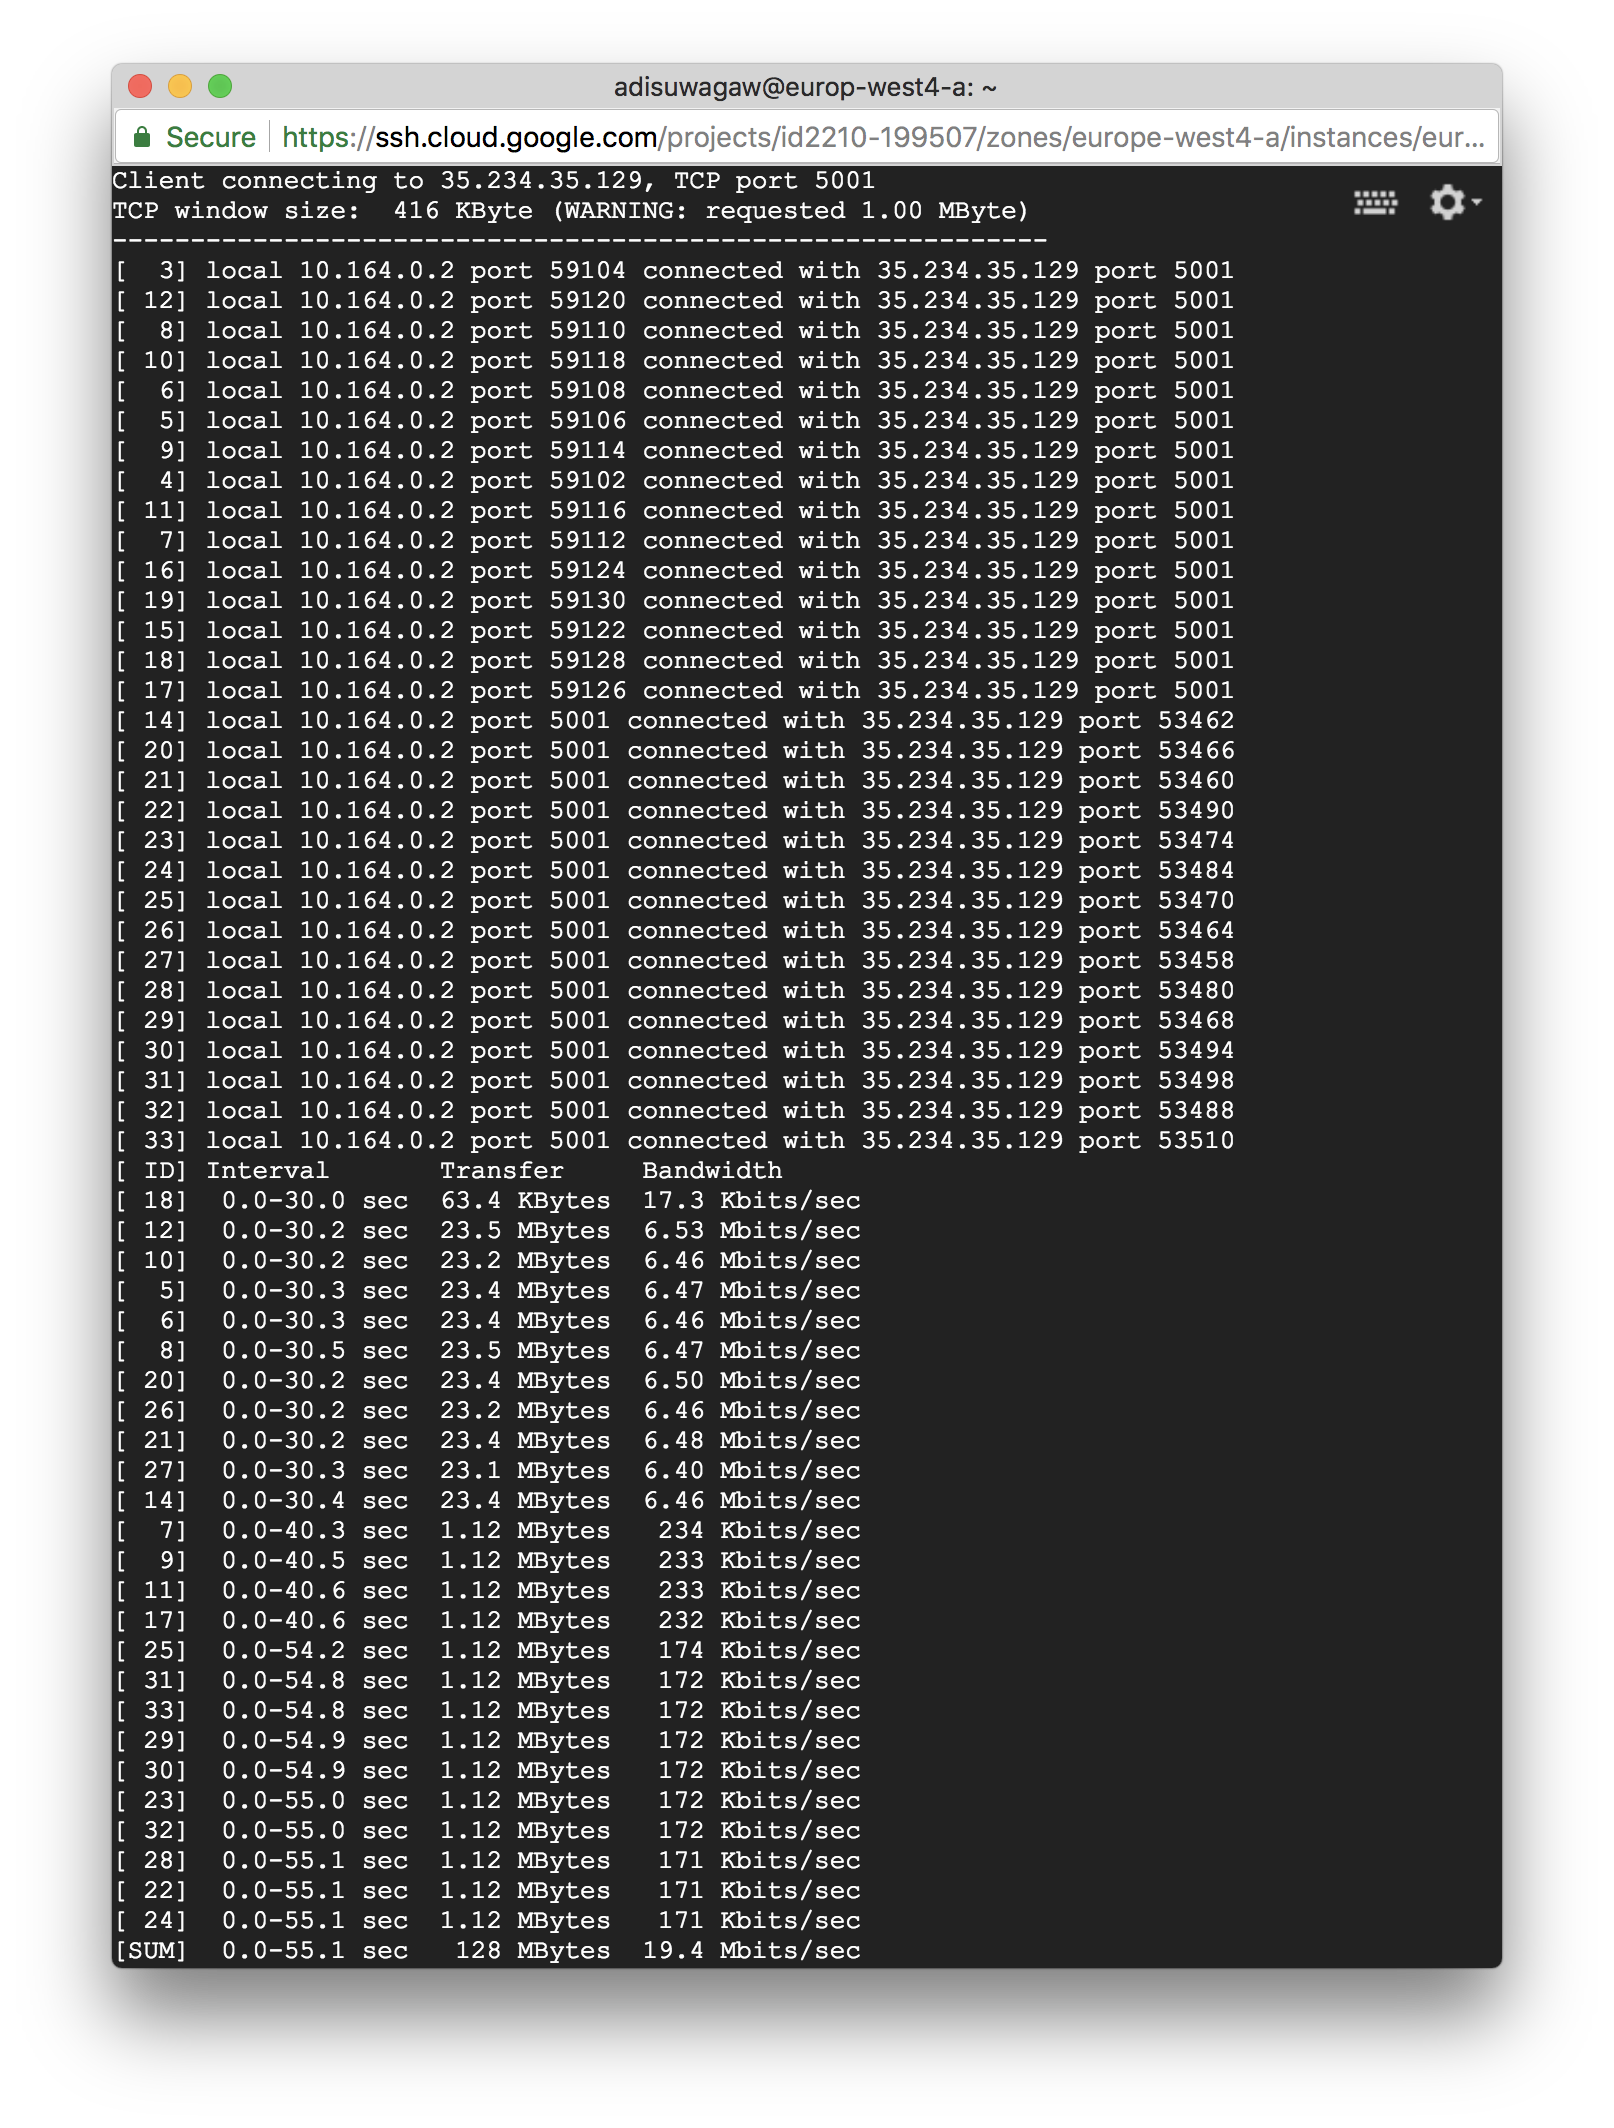 adisuwagaw@europ-west4-a: ~
Secure https://ssh.cloud.google.com/projects/id2210-199507/zones/europe-west4-a/instances/eur...
Client connecting to 35.234.35.129, TCP port 5001
TCP window size:  416 KByte (WARNING: requested 1.00 MByte)
------------------------------------------------------------
[  3] local 10.164.0.2 port 59104 connected with 35.234.35.129 port 5001
[ 12] local 10.164.0.2 port 59120 connected with 35.234.35.129 port 5001
[  8] local 10.164.0.2 port 59110 connected with 35.234.35.129 port 5001
[ 10] local 10.164.0.2 port 59118 connected with 35.234.35.129 port 5001
[  6] local 10.164.0.2 port 59108 connected with 35.234.35.129 port 5001
[  5] local 10.164.0.2 port 59106 connected with 35.234.35.129 port 5001
[  9] local 10.164.0.2 port 59114 connected with 35.234.35.129 port 5001
[  4] local 10.164.0.2 port 59102 connected with 35.234.35.129 port 5001
[ 11] local 10.164.0.2 port 59116 connected with 35.234.35.129 port 5001
[  7] local 10.164.0.2 port 59112 connected with 35.234.35.129 port 5001
[ 16] local 10.164.0.2 port 59124 connected with 35.234.35.129 port 5001
[ 19] local 10.164.0.2 port 59130 connected with 35.234.35.129 port 5001
[ 15] local 10.164.0.2 port 59122 connected with 35.234.35.129 port 5001
[ 18] local 10.164.0.2 port 59128 connected with 35.234.35.129 port 5001
[ 17] local 10.164.0.2 port 59126 connected with 35.234.35.129 port 5001
[ 14] local 10.164.0.2 port 5001 connected with 35.234.35.129 port 53462
[ 20] local 10.164.0.2 port 5001 connected with 35.234.35.129 port 53466
[ 21] local 10.164.0.2 port 5001 connected with 35.234.35.129 port 53460
[ 22] local 10.164.0.2 port 5001 connected with 35.234.35.129 port 53490
[ 23] local 10.164.0.2 port 5001 connected with 35.234.35.129 port 53474
[ 24] local 10.164.0.2 port 5001 connected with 35.234.35.129 port 53484
[ 25] local 10.164.0.2 port 5001 connected with 35.234.35.129 port 53470
[ 26] local 10.164.0.2 port 5001 connected with 35.234.35.129 port 53464
[ 27] local 10.164.0.2 port 5001 connected with 35.234.35.129 port 53458
[ 28] local 10.164.0.2 port 5001 connected with 35.234.35.129 port 53480
[ 29] local 10.164.0.2 port 5001 connected with 35.234.35.129 port 53468
[ 30] local 10.164.0.2 port 5001 connected with 35.234.35.129 port 53494
[ 31] local 10.164.0.2 port 5001 connected with 35.234.35.129 port 53498
[ 32] local 10.164.0.2 port 5001 connected with 35.234.35.129 port 53488
[ 33] local 10.164.0.2 port 5001 connected with 35.234.35.129 port 53510
[ ID] Interval       Transfer     Bandwidth
[ 18]  0.0-30.0 sec  63.4 KBytes  17.3 Kbits/sec
[ 12]  0.0-30.2 sec  23.5 MBytes  6.53 Mbits/sec
[ 10]  0.0-30.2 sec  23.2 MBytes  6.46 Mbits/sec
[  5]  0.0-30.3 sec  23.4 MBytes  6.47 Mbits/sec
[  6]  0.0-30.3 sec  23.4 MBytes  6.46 Mbits/sec
[  8]  0.0-30.5 sec  23.5 MBytes  6.47 Mbits/sec
[ 20]  0.0-30.2 sec  23.4 MBytes  6.50 Mbits/sec
[ 26]  0.0-30.2 sec  23.2 MBytes  6.46 Mbits/sec
[ 21]  0.0-30.2 sec  23.4 MBytes  6.48 Mbits/sec
[ 27]  0.0-30.3 sec  23.1 MBytes  6.40 Mbits/sec
[ 14]  0.0-30.4 sec  23.4 MBytes  6.46 Mbits/sec
[  7]  0.0-40.3 sec  1.12 MBytes   234 Kbits/sec
[  9]  0.0-40.5 sec  1.12 MBytes   233 Kbits/sec
[ 11]  0.0-40.6 sec  1.12 MBytes   233 Kbits/sec
[ 17]  0.0-40.6 sec  1.12 MBytes   232 Kbits/sec
[ 25]  0.0-54.2 sec  1.12 MBytes   174 Kbits/sec
[ 31]  0.0-54.8 sec  1.12 MBytes   172 Kbits/sec
[ 33]  0.0-54.8 sec  1.12 MBytes   172 Kbits/sec
[ 29]  0.0-54.9 sec  1.12 MBytes   172 Kbits/sec
[ 30]  0.0-54.9 sec  1.12 MBytes   172 Kbits/sec
[ 23]  0.0-55.0 sec  1.12 MBytes   172 Kbits/sec
[ 32]  0.0-55.0 sec  1.12 MBytes   172 Kbits/sec
[ 28]  0.0-55.1 sec  1.12 MBytes   171 Kbits/sec
[ 22]  0.0-55.1 sec  1.12 MBytes   171 Kbits/sec
[ 24]  0.0-55.1 sec  1.12 MBytes   171 Kbits/sec
[SUM]  0.0-55.1 sec   128 MBytes  19.4 Mbits/sec